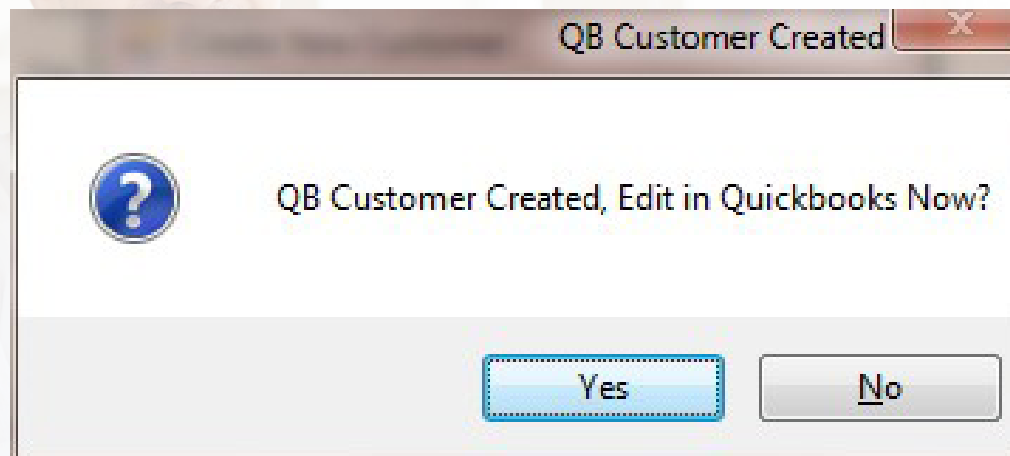 QB Customer Created
QB Customer Created, Edit in Quickbooks Now?
Yes
No